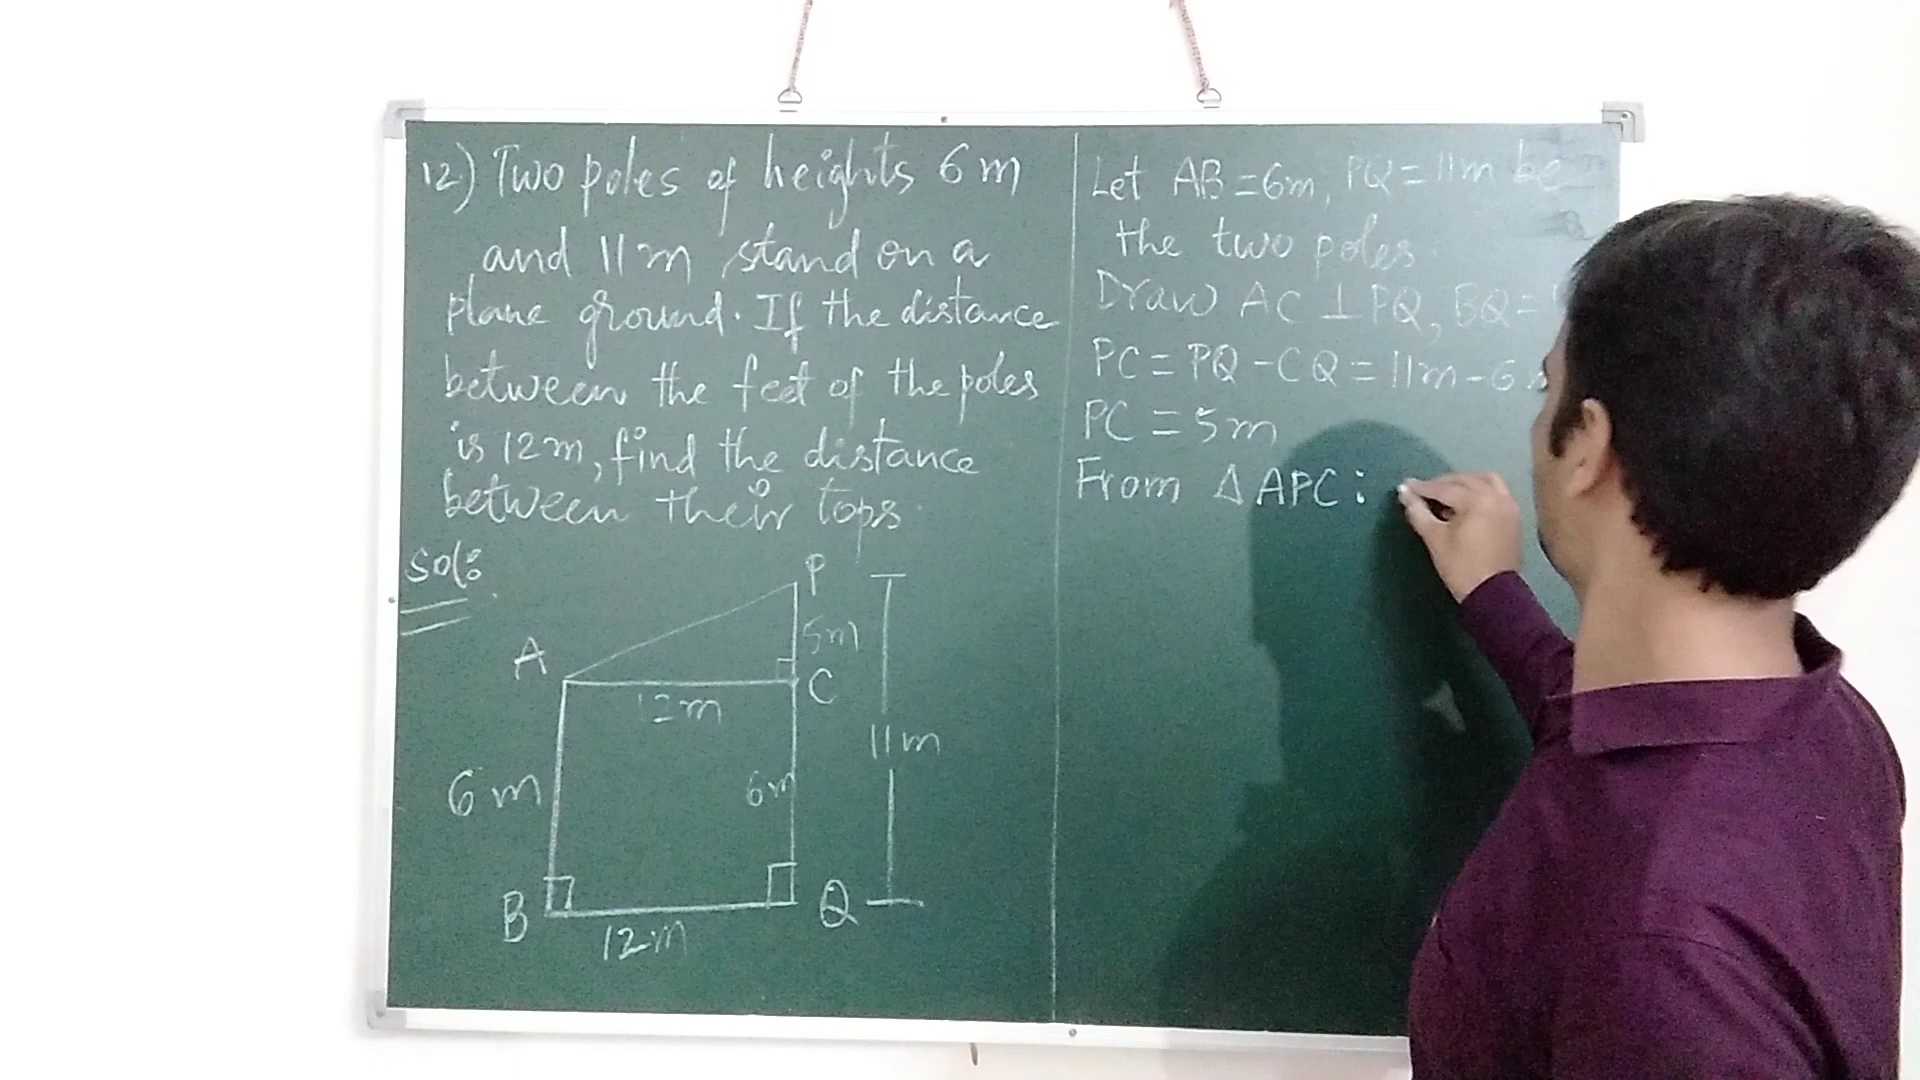 12) Two poles of heights 6 m
and 11 m stand on a
plane ground. If the distance
between the feet of the poles
is 12 m, find the distance
between their tops.
Sol:
P
5m
A
C
12m
11m
6 m
6m
B
Q
12m
Let AB = 6m, PQ = 11m be
the two poles.
Draw AC ⊥ PQ, BQ =
PC = PQ - CQ = 11m - 6
PC = 5m
From Δ APC :